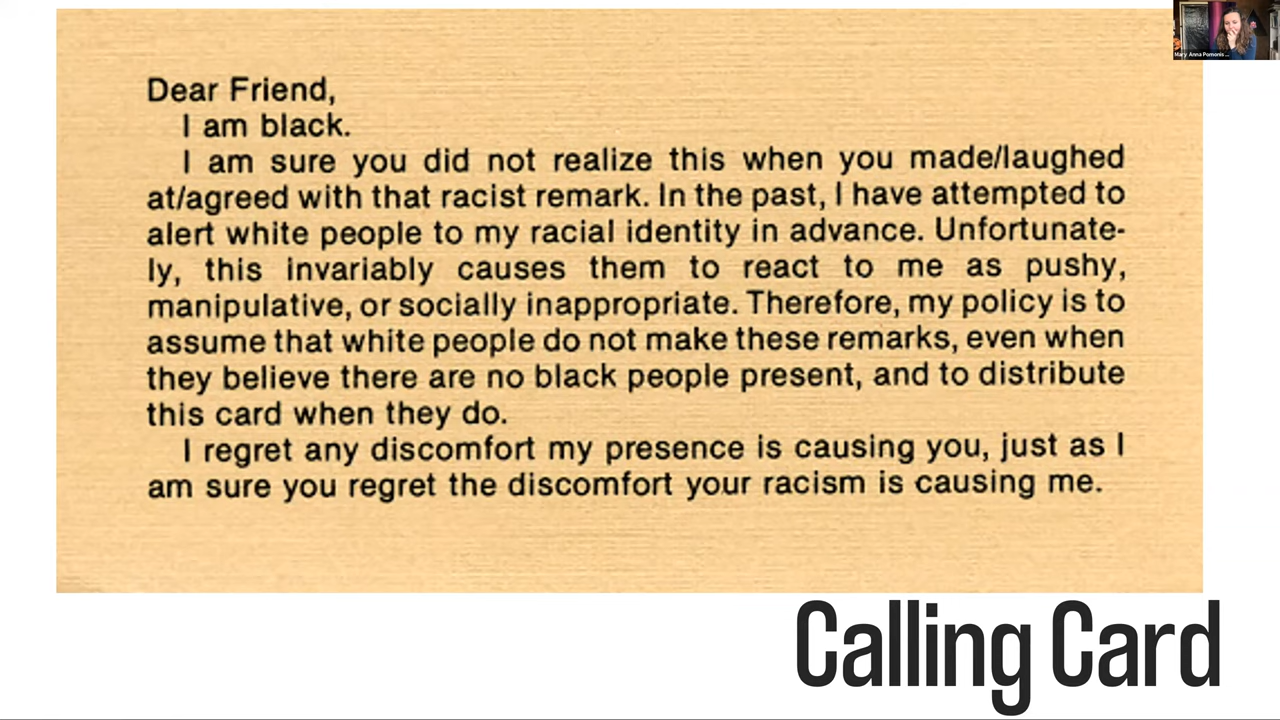 Mary Anna Pomonis ...
Dear Friend,
I am black.
I am sure you did not realize this when you made/laughed
at/agreed with that racist remark. In the past, I have attempted to
alert white people to my racial identity in advance. Unfortunate-
ly, this invariably causes them to react to me as pushy,
manipulative, or socially inappropriate. Therefore, my policy is to
assume that white people do not make these remarks, even when
they believe there are no black people present, and to distribute
this card when they do.
I regret any discomfort my presence is causing you, just as I
am sure you regret the discomfort your racism is causing me.
Calling Card